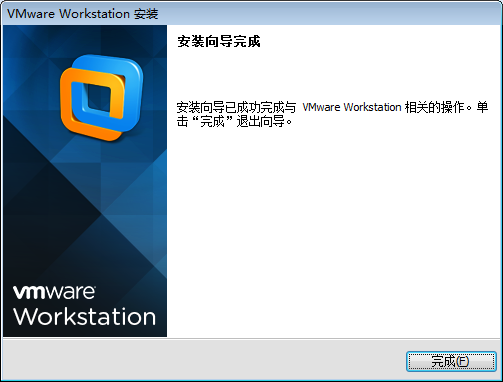 VMware Workstation 安装
安装向导完成
安装向导已成功完成与 VMware Workstation 相关的操作。单
击“完成”退出向导。
vmware
Workstation
完成(F)